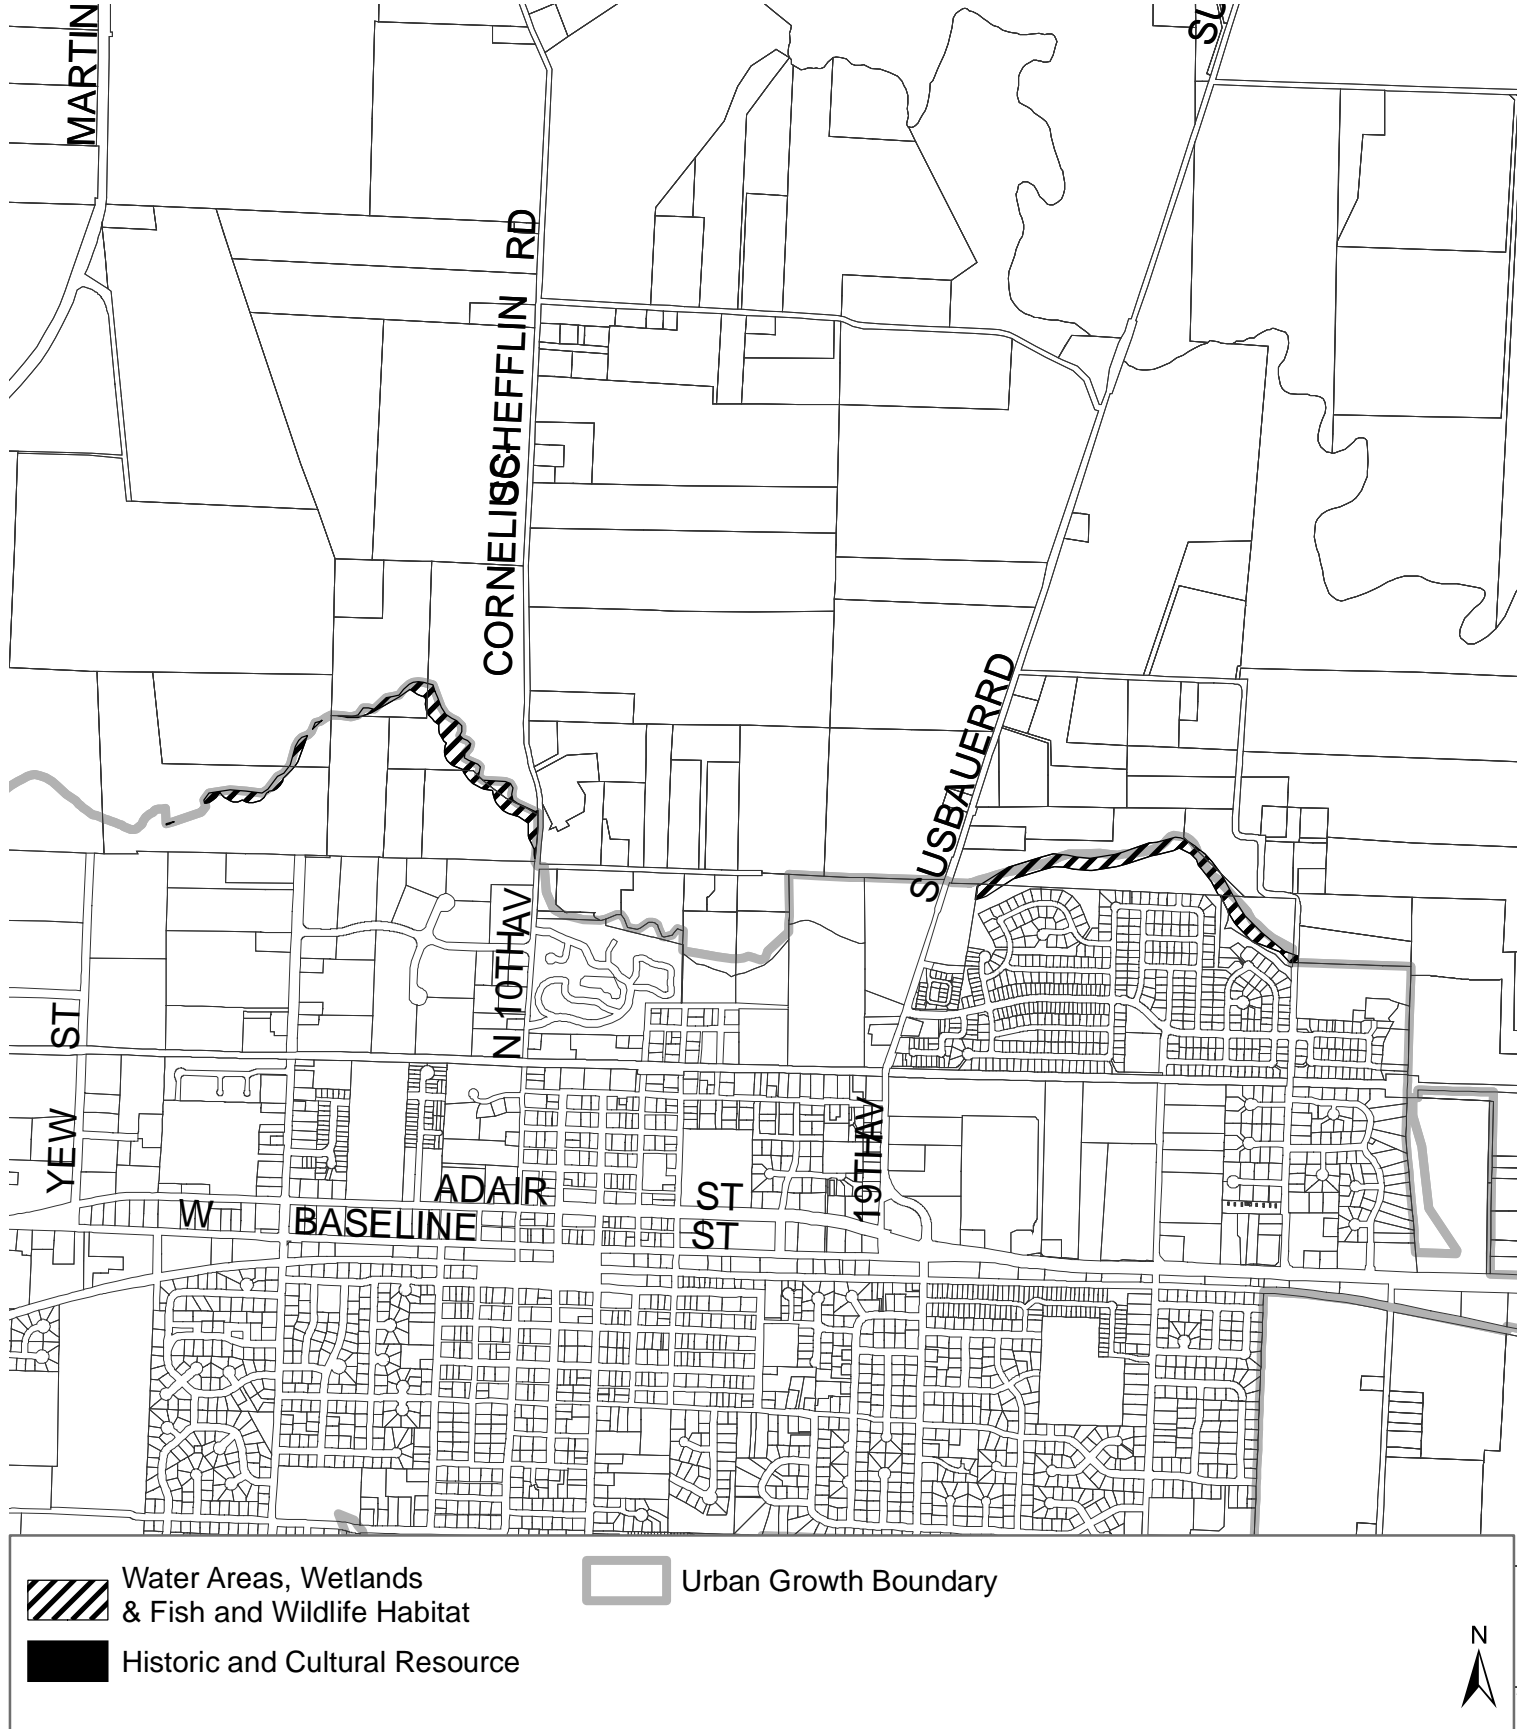 MARTIN
SU
CORNELIUS SCHEFFLIN RD
SUSBAUER RD
N 10TH AV
19TH AV
YEW ST
W ADAIR ST
BASELINE ST
Water Areas, Wetlands
& Fish and Wildlife Habitat
Urban Growth Boundary
Historic and Cultural Resource
N